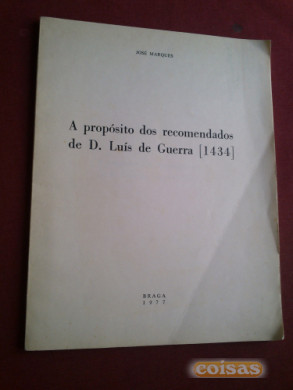 JOSÉ MARQUES
A propósito dos recomendados
de D. Luís de Guerra [1434]
BRAGA
1977
coisas